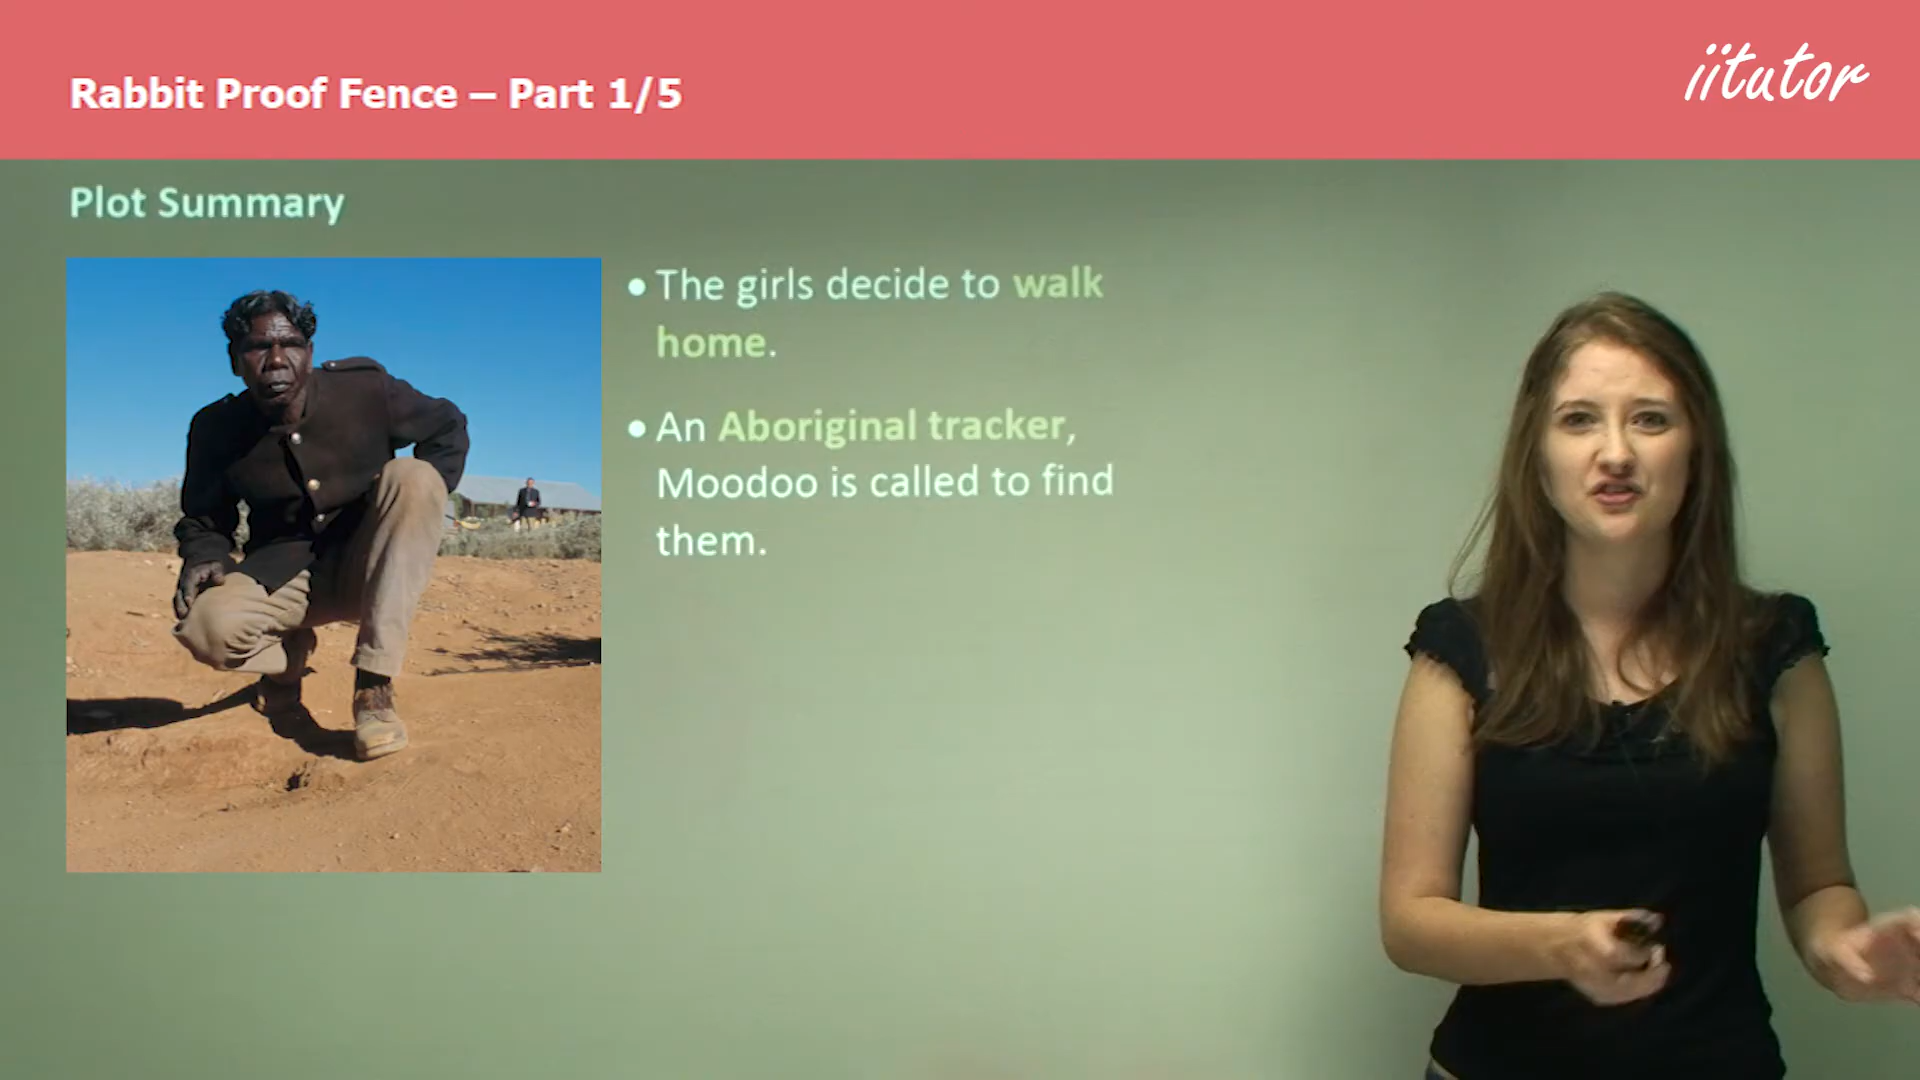 Rabbit Proof Fence – Part 1/5
iitutor
Plot Summary
• The girls decide to walk
home.
• An Aboriginal tracker,
Moodoo is called to find
them.